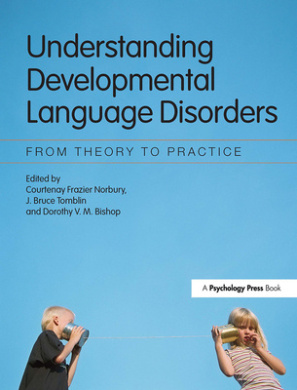 Understanding
Developmental
Language Disorders
FROM THEORY TO PRACTICE
Edited by
Courtenay Frazier Norbury,
J. Bruce Tomblin
and Dorothy V. M. Bishop
A Psychology Press Book